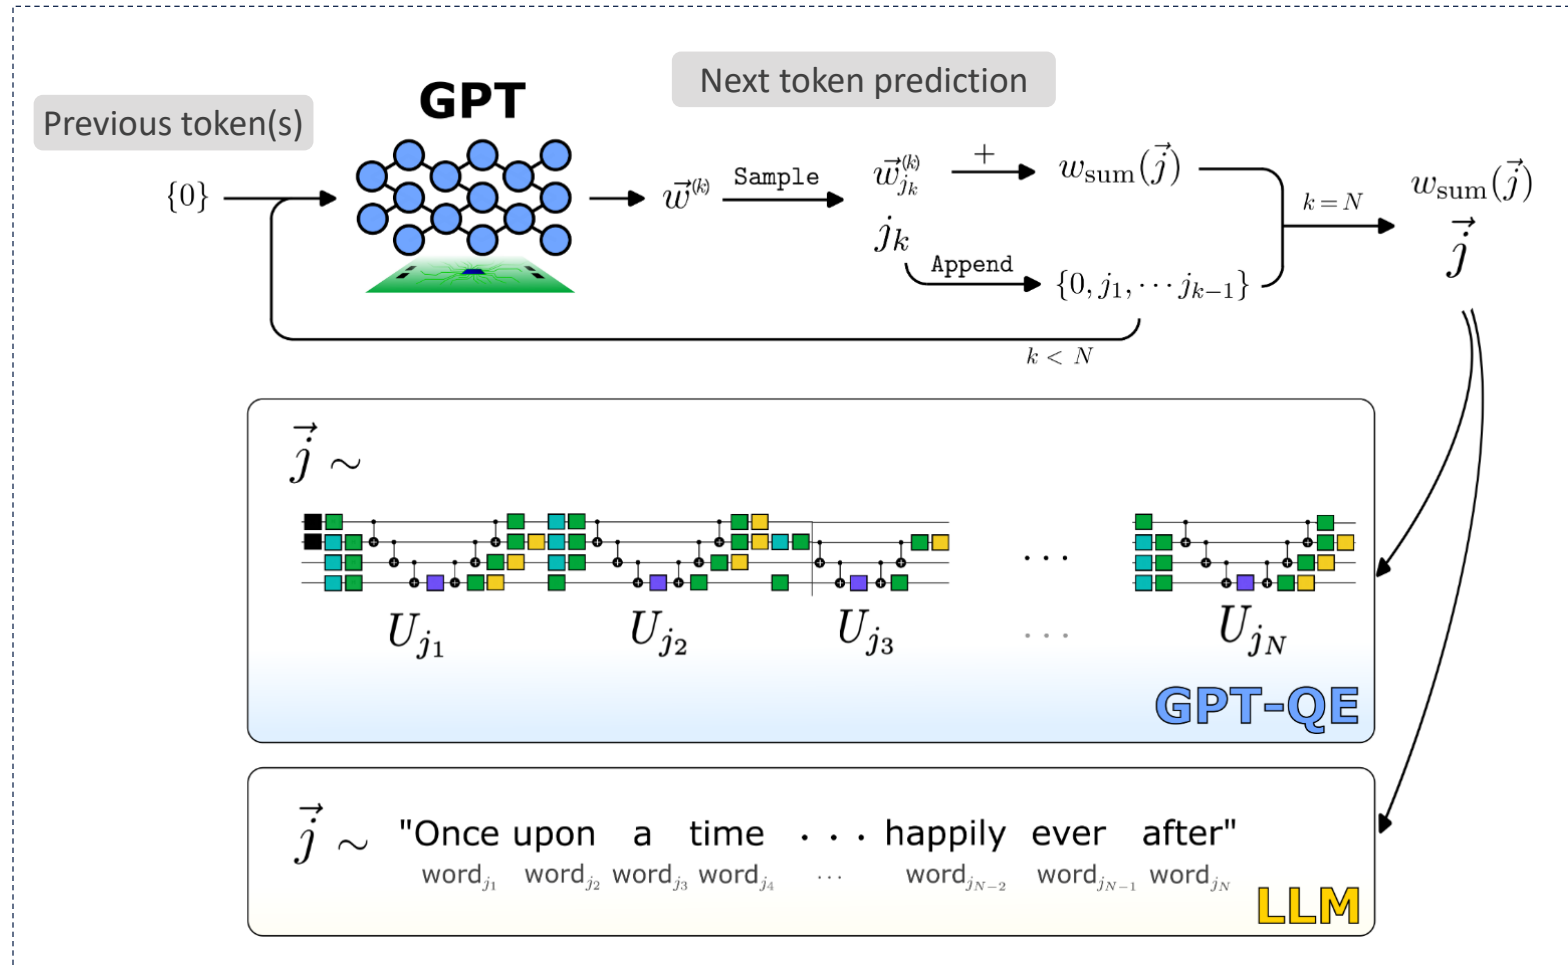 GPT
Next token prediction
Previous token(s)
{0}
w⃗⁽ᵏ⁾
Sample
w⃗_{j_k}^{(k)}
+
w_sum(j⃗)
j_k
Append
{0, j_1, ⋯ j_{k−1}}
k = N
w_sum(j⃗)
j⃗
k < N
j⃗ ∼
···
U_{j_1} U_{j_2} U_{j_3} ··· U_{j_N}
GPT-QE
j⃗ ∼ "Once upon a time ··· happily ever after"
word_{j_1} word_{j_2} word_{j_3} word_{j_4} ··· word_{j_{N−2}} word_{j_{N−1}} word_{j_N}
LLM